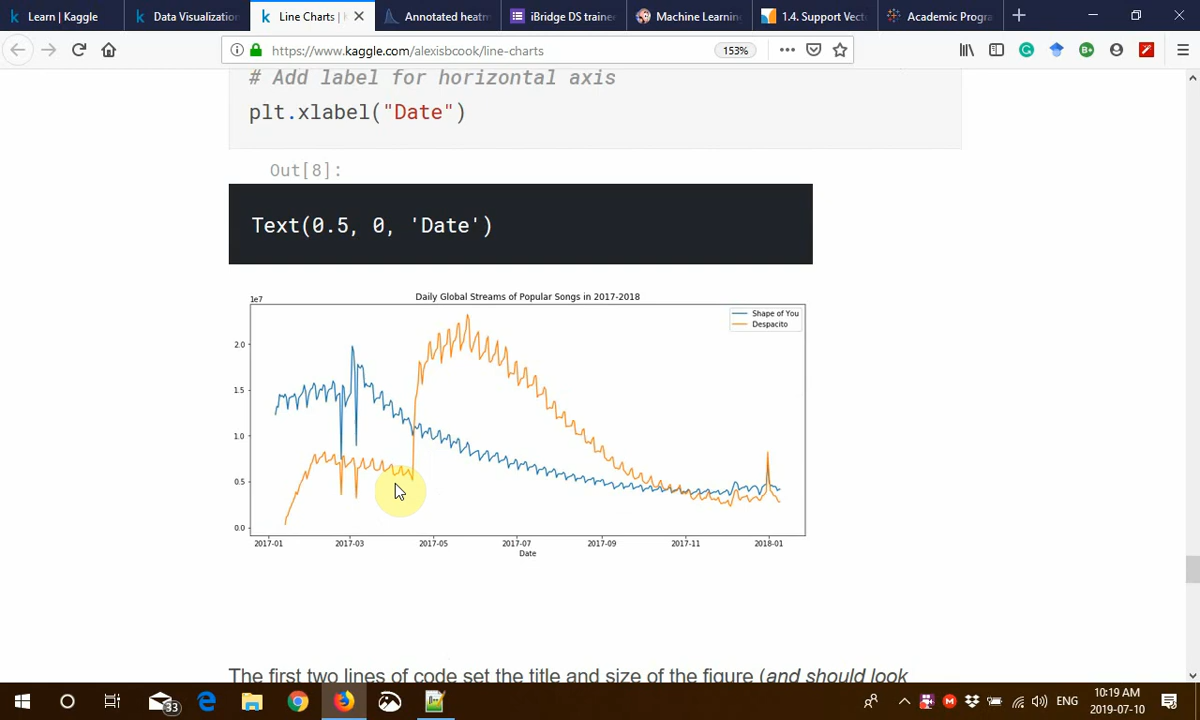 Learn | Kaggle
Data Visualization
Line Charts | K
Annotated heatm
iBridge DS traine
Machine Learnin
1.4. Support Vect
Academic Progra
https://www.kaggle.com/alexisbcook/line-charts
153%
# Add label for horizontal axis
plt.xlabel("Date")
Out[8]:
Text(0.5, 0, 'Date')
Daily Global Streams of Popular Songs in 2017-2018
1e7
Shape of You
Despacito
2.0
1.5
1.0
0.5
0.0
2017-01
2017-03
2017-05
2017-07
2017-09
2017-11
2018-01
Date
The first two lines of code set the title and size of the figure (and should look
33
ENG
10:19 AM
2019-07-10